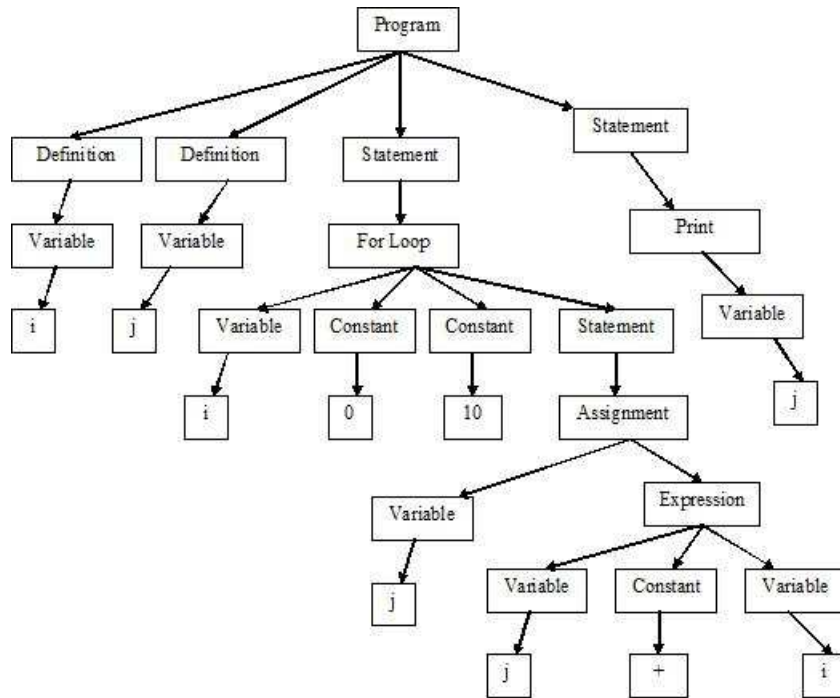 Program
Statement
Definition Definition Statement
Print
Variable Variable For Loop
Variable Constant Constant Statement Variable
i j
j
i 0 10 Assignment
Variable Expression
Variable Constant Variable
j
j + i